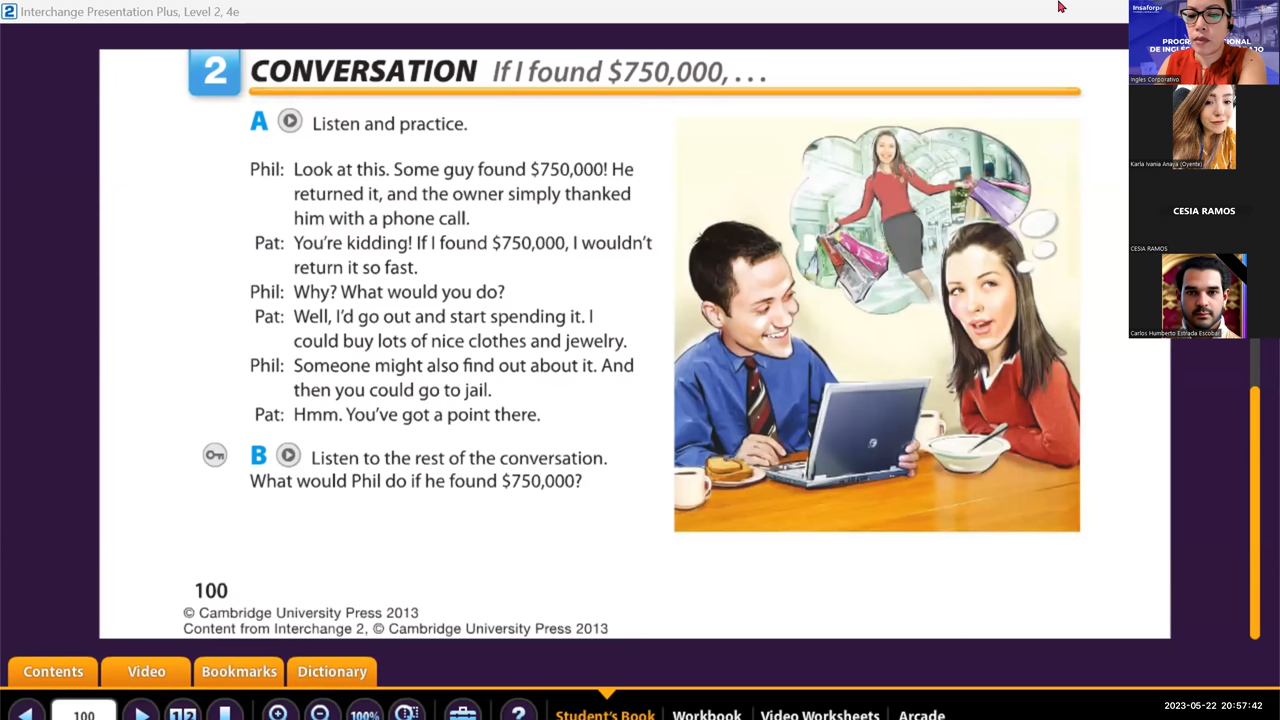 2 Interchange Presentation Plus, Level 2, 4e
2 CONVERSATION If I found $750,000, . . .
A Listen and practice.
Phil: Look at this. Some guy found $750,000! He
returned it, and the owner simply thanked
him with a phone call.
Pat: You're kidding! If I found $750,000, I wouldn't
return it so fast.
Phil: Why? What would you do?
Pat: Well, I'd go out and start spending it. I
could buy lots of nice clothes and jewelry.
Phil: Someone might also find out about it. And
then you could go to jail.
Pat: Hmm. You've got a point there.
B Listen to the rest of the conversation.
What would Phil do if he found $750,000?
100
© Cambridge University Press 2013
Content from Interchange 2, © Cambridge University Press 2013
Insaforp
Ingles Corporativo
Karla Ivania Anaya (Oyente)
CESIA RAMOS
CESIA RAMOS
Carlos Humberto Estrada Escobar
Contents Video Bookmarks Dictionary
100 1 2 100% ? Student's Book Workbook Video Worksheets Arcade
2023-05-22 20:57:42